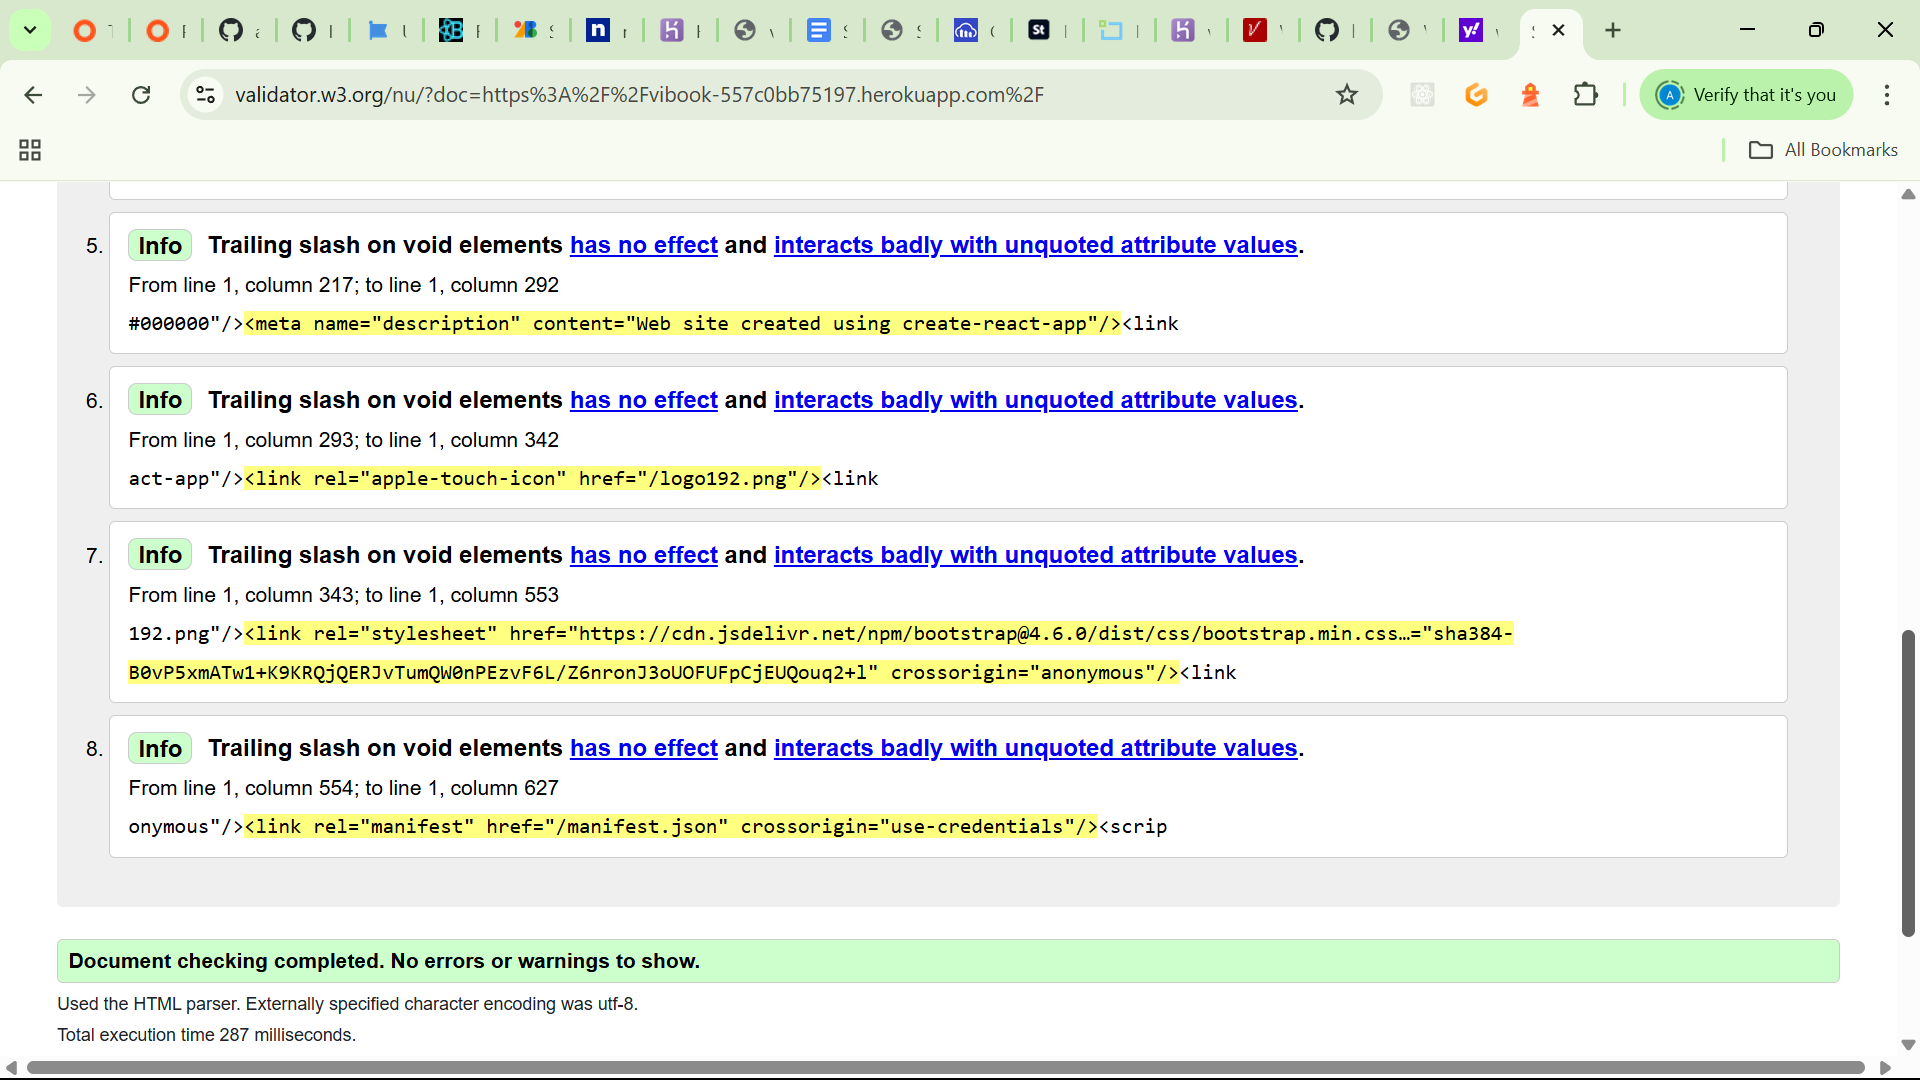 validator.w3.org/nu/?doc=https%3A%2F%2Fvibook-557c0bb75197.herokuapp.com%2F
Verify that it's you
All Bookmarks
5. Info Trailing slash on void elements has no effect and interacts badly with unquoted attribute values.
From line 1, column 217; to line 1, column 292
#000000"/><meta name="description" content="Web site created using create-react-app"/><link
6. Info Trailing slash on void elements has no effect and interacts badly with unquoted attribute values.
From line 1, column 293; to line 1, column 342
act-app"/><link rel="apple-touch-icon" href="/logo192.png"/><link
7. Info Trailing slash on void elements has no effect and interacts badly with unquoted attribute values.
From line 1, column 343; to line 1, column 553
192.png"/><link rel="stylesheet" href="https://cdn.jsdelivr.net/npm/bootstrap@4.6.0/dist/css/bootstrap.min.css…="sha384-
B0vP5xmATw1+K9KRQjQERJvTumQW0nPEzvF6L/Z6nronJ3oUOFUFpCjEUQouq2+l" crossorigin="anonymous"/><link
8. Info Trailing slash on void elements has no effect and interacts badly with unquoted attribute values.
From line 1, column 554; to line 1, column 627
onymous"/><link rel="manifest" href="/manifest.json" crossorigin="use-credentials"/><scrip
Document checking completed. No errors or warnings to show.
Used the HTML parser. Externally specified character encoding was utf-8.
Total execution time 287 milliseconds.